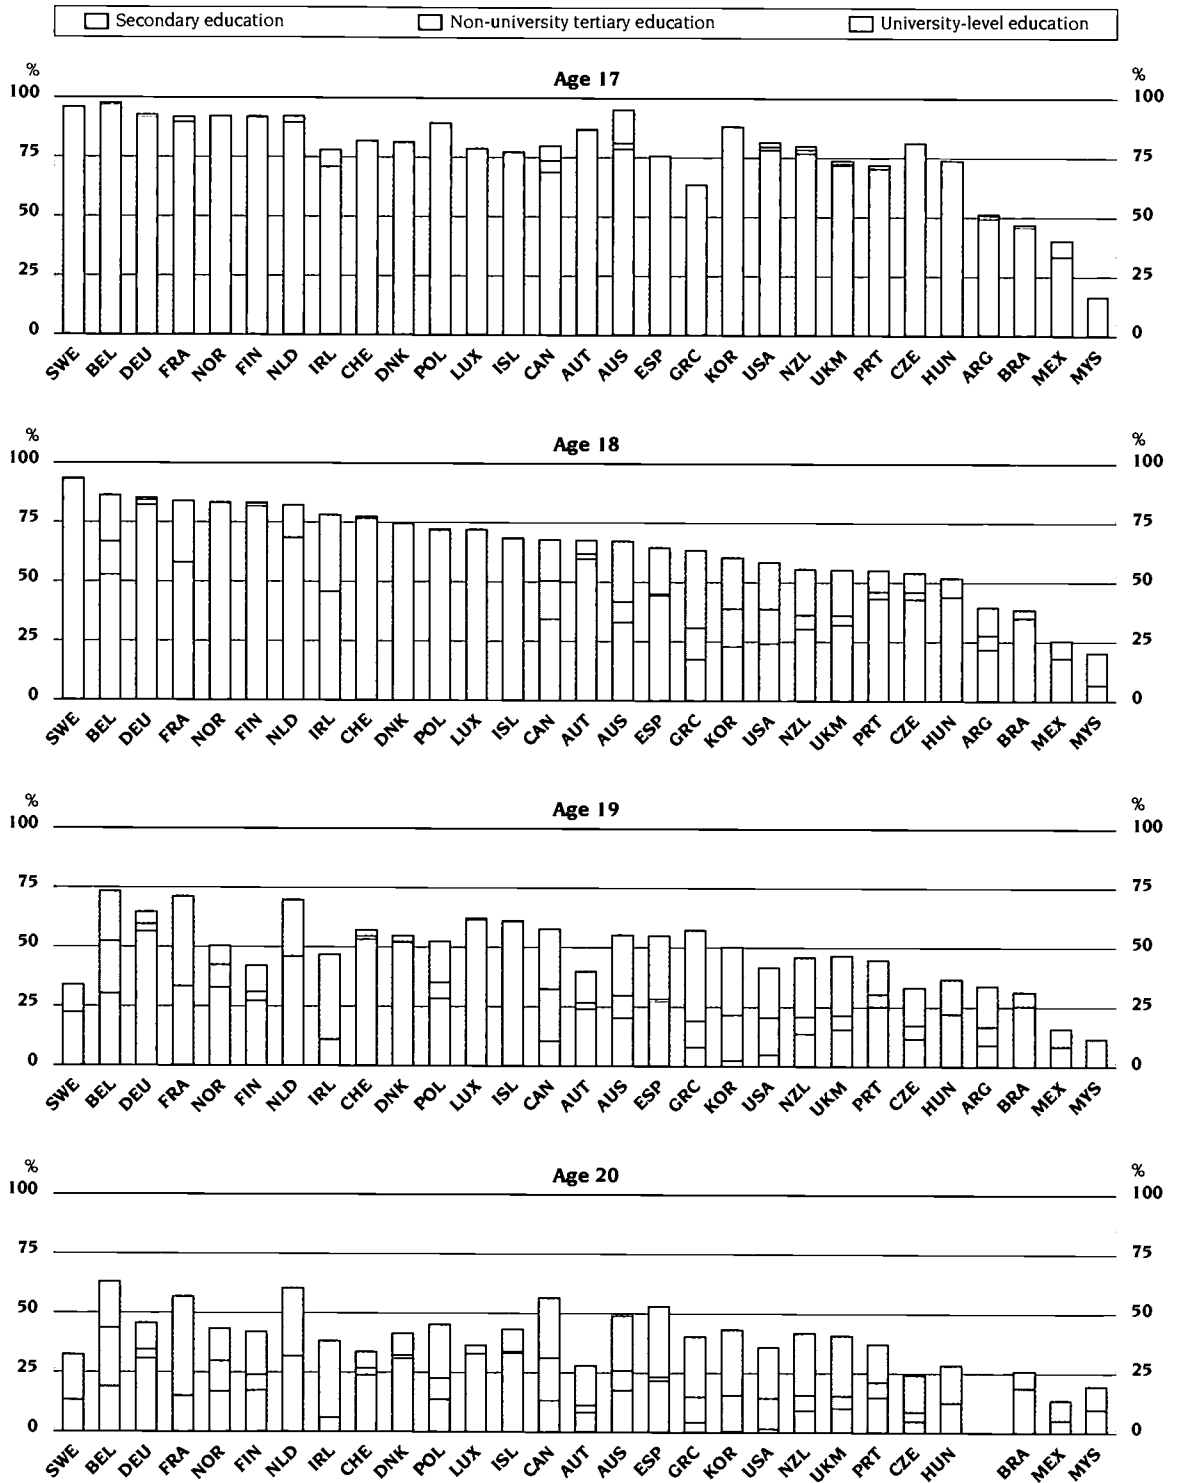 Secondary education Non-university tertiary education University-level education
Age 17
% %
100 100
75 75
50 50
25 25
0 0
SWE BEL DEU FRA NOR FIN NLD IRL CHE DNK POL LUX ISL CAN AUT AUS ESP GRC KOR USA NZL UKM PRT CZE HUN ARG BRA MEX MYS
Age 18
% %
100 100
75 75
50 50
25 25
0 0
SWE BEL DEU FRA NOR FIN NLD IRL CHE DNK POL LUX ISL CAN AUT AUS ESP GRC KOR USA NZL UKM PRT CZE HUN ARG BRA MEX MYS
Age 19
% %
100 100
75 75
50 50
25 25
0 0
SWE BEL DEU FRA NOR FIN NLD IRL CHE DNK POL LUX ISL CAN AUT AUS ESP GRC KOR USA NZL UKM PRT CZE HUN ARG BRA MEX MYS
Age 20
% %
100 100
75 75
50 50
25 25
0 0
SWE BEL DEU FRA NOR FIN NLD IRL CHE DNK POL LUX ISL CAN AUT AUS ESP GRC KOR USA NZL UKM PRT CZE HUN BRA MEX MYS